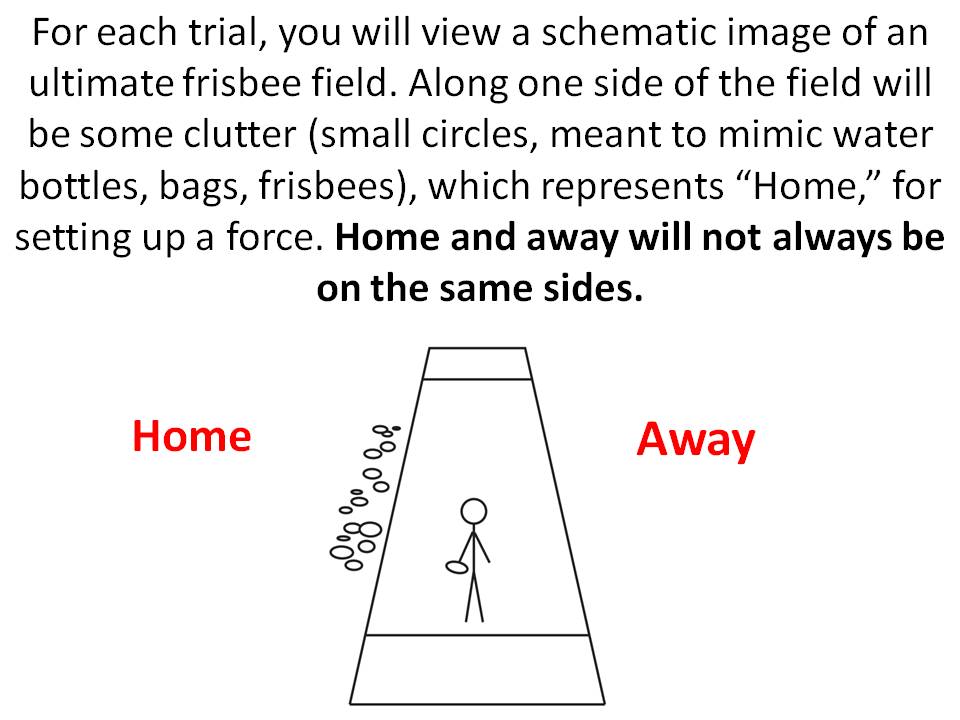 For each trial, you will view a schematic image of an
ultimate frisbee field. Along one side of the field will
be some clutter (small circles, meant to mimic water
bottles, bags, frisbees), which represents “Home,” for
setting up a force. Home and away will not always be
on the same sides.
Home
Away